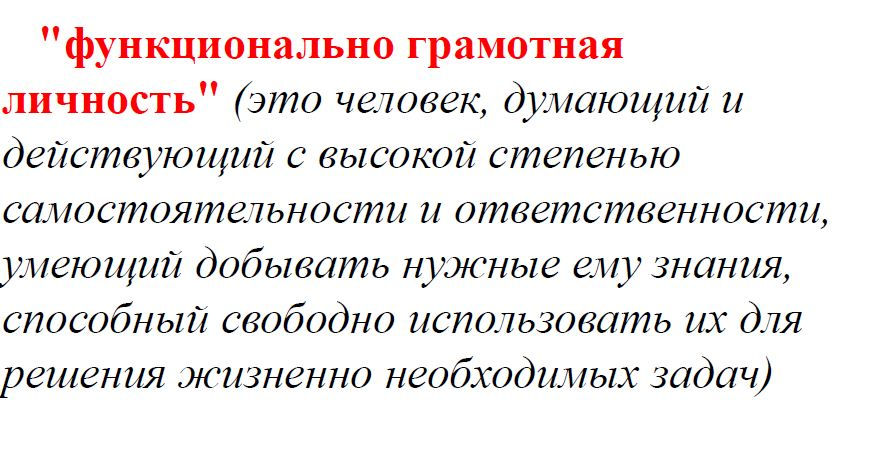 "функционально грамотная
личность" (это человек, думающий и
действующий с высокой степенью
самостоятельности и ответственности,
умеющий добывать нужные ему знания,
способный свободно использовать их для
решения жизненно необходимых задач)